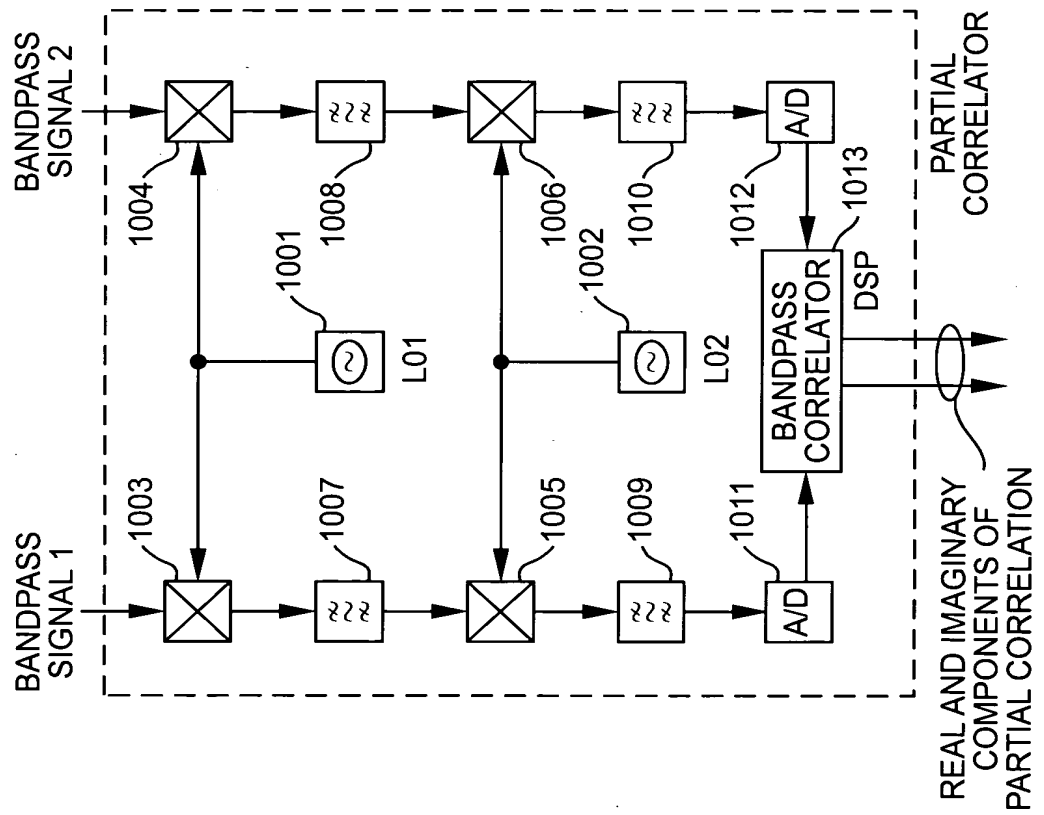 BANDPASS
SIGNAL 1
BANDPASS
SIGNAL 2
1003
1004
1001
1007
1008
L01
1005
1006
1002
1009
1010
L02
1011
1012
A/D
A/D
BANDPASS
CORRELATOR
1013
DSP
REAL AND IMAGINARY
COMPONENTS OF
PARTIAL CORRELATION
PARTIAL
CORRELATOR